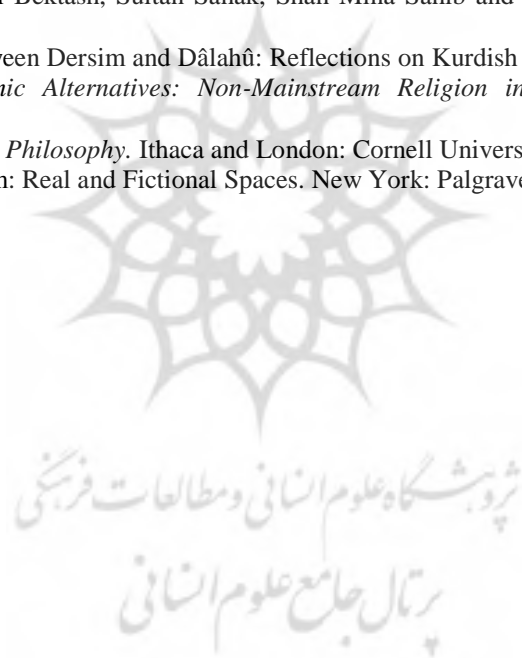 Bektash, Sultan Sahak, Shah Mina Sahib and
ween Dersim and Dâlahû: Reflections on Kurdish
nic Alternatives: Non-Mainstream Religion in
Philosophy. Ithaca and London: Cornell Univers
n: Real and Fictional Spaces. New York: Palgrave
پژوهشگاه علوم انسانی و مطالعات فرهنگی
پرتال جامع علوم انسانی